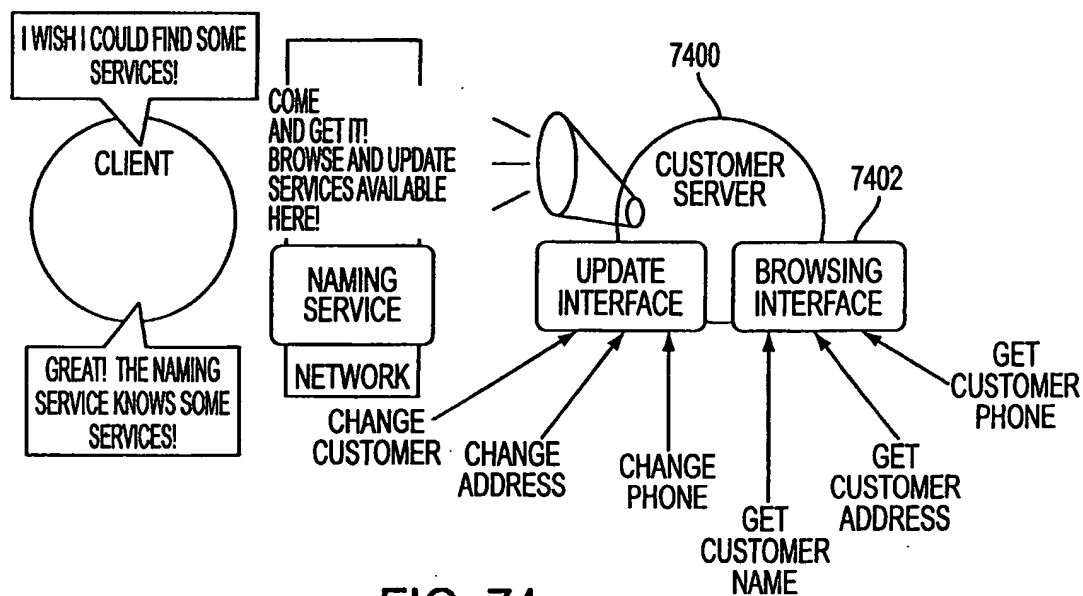 I WISH I COULD FIND SOME
SERVICES!
CLIENT
GREAT! THE NAMING
SERVICE KNOWS SOME
SERVICES!
COME
AND GET IT!
BROWSE AND UPDATE
SERVICES AVAILABLE
HERE!
NAMING
SERVICE
NETWORK
7400
CUSTOMER
SERVER
7402
UPDATE
INTERFACE
BROWSING
INTERFACE
CHANGE
CUSTOMER
CHANGE
ADDRESS
CHANGE
PHONE
GET
CUSTOMER
NAME
GET
CUSTOMER
ADDRESS
GET
CUSTOMER
PHONE
FIG. 74